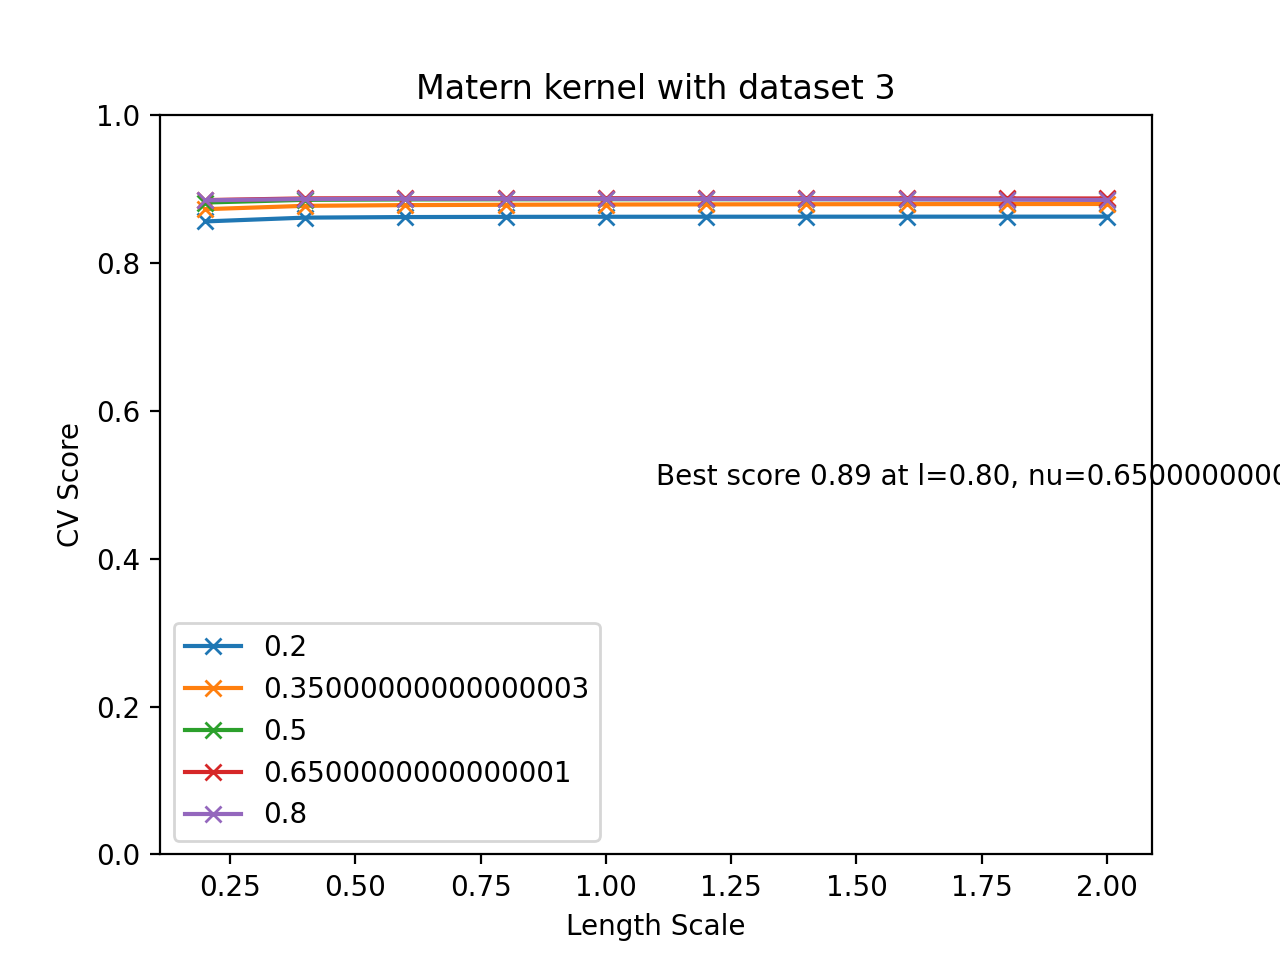 Matern kernel with dataset 3
1.0
0.8
0.6
0.4
0.2
0.0
CV Score
Best score 0.89 at l=0.80, nu=0.6500000000
0.2
0.35000000000000003
0.5
0.6500000000000001
0.8
0.25 0.50 0.75 1.00 1.25 1.50 1.75 2.00
Length Scale